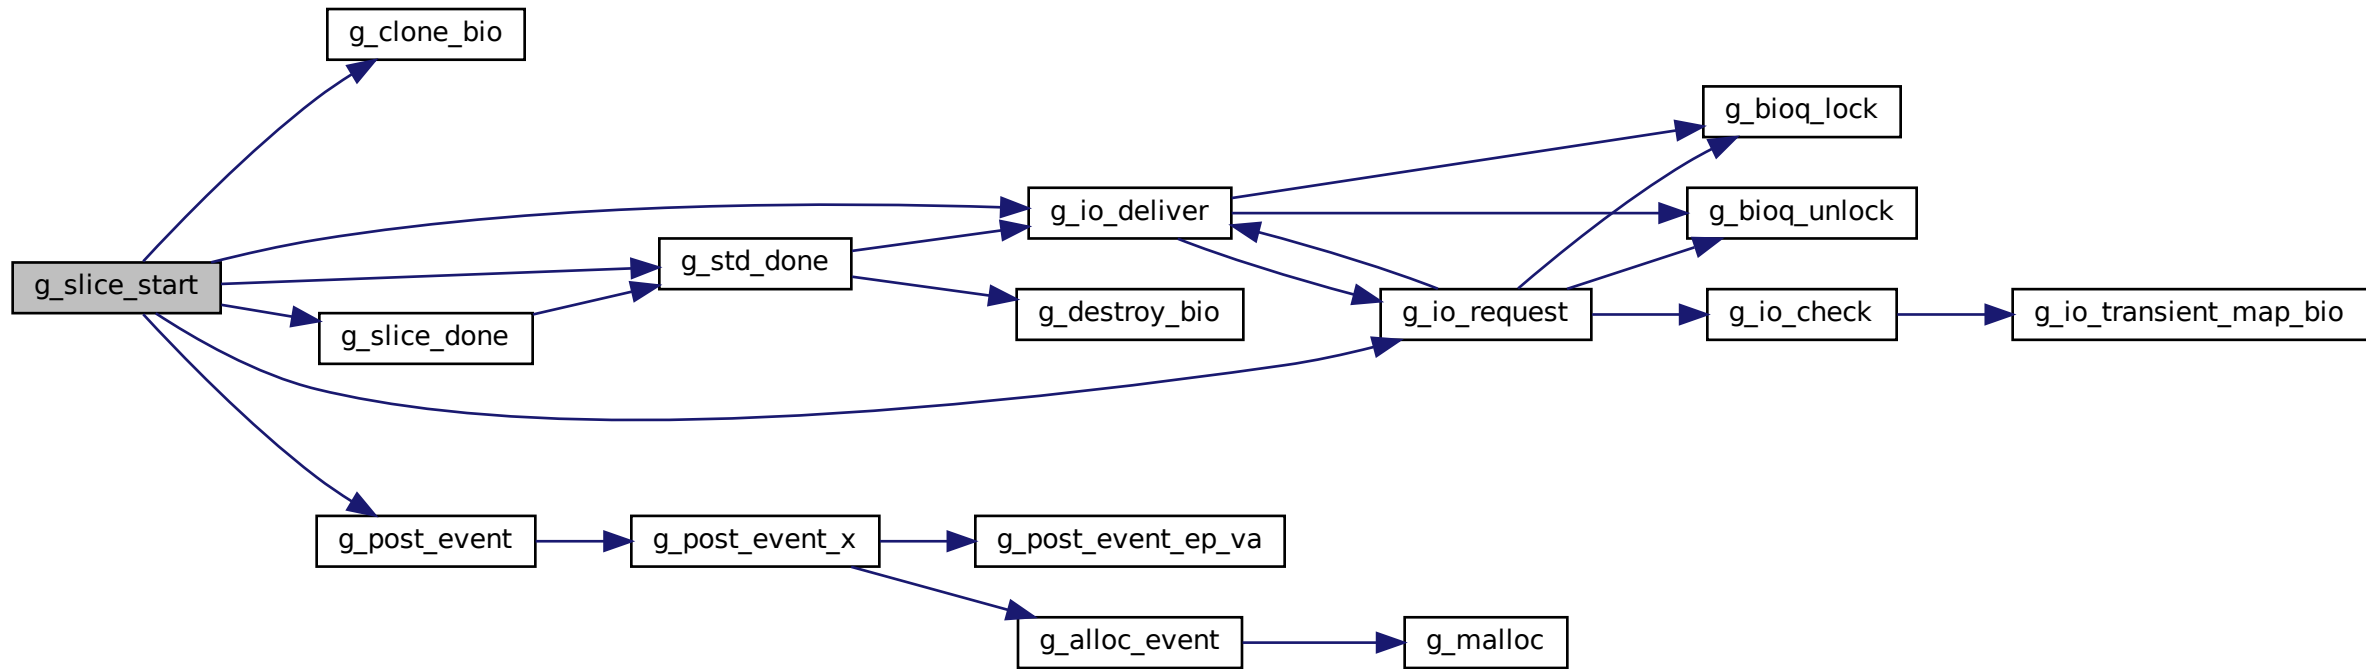 g_clone_bio
g_bioq_lock
g_io_deliver
g_bioq_unlock
g_std_done
g_slice_start
g_destroy_bio
g_io_request
g_io_check
g_io_transient_map_bio
g_slice_done
g_post_event
g_post_event_x
g_post_event_ep_va
g_alloc_event
g_malloc